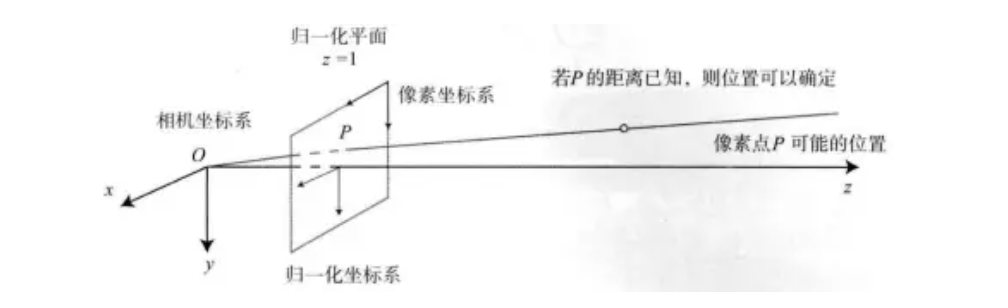 归一化平面
z=1
若P的距离已知，则位置可以确定
像素坐标系
相机坐标系
P
像素点P可能的位置
O
x
z
y
归一化坐标系